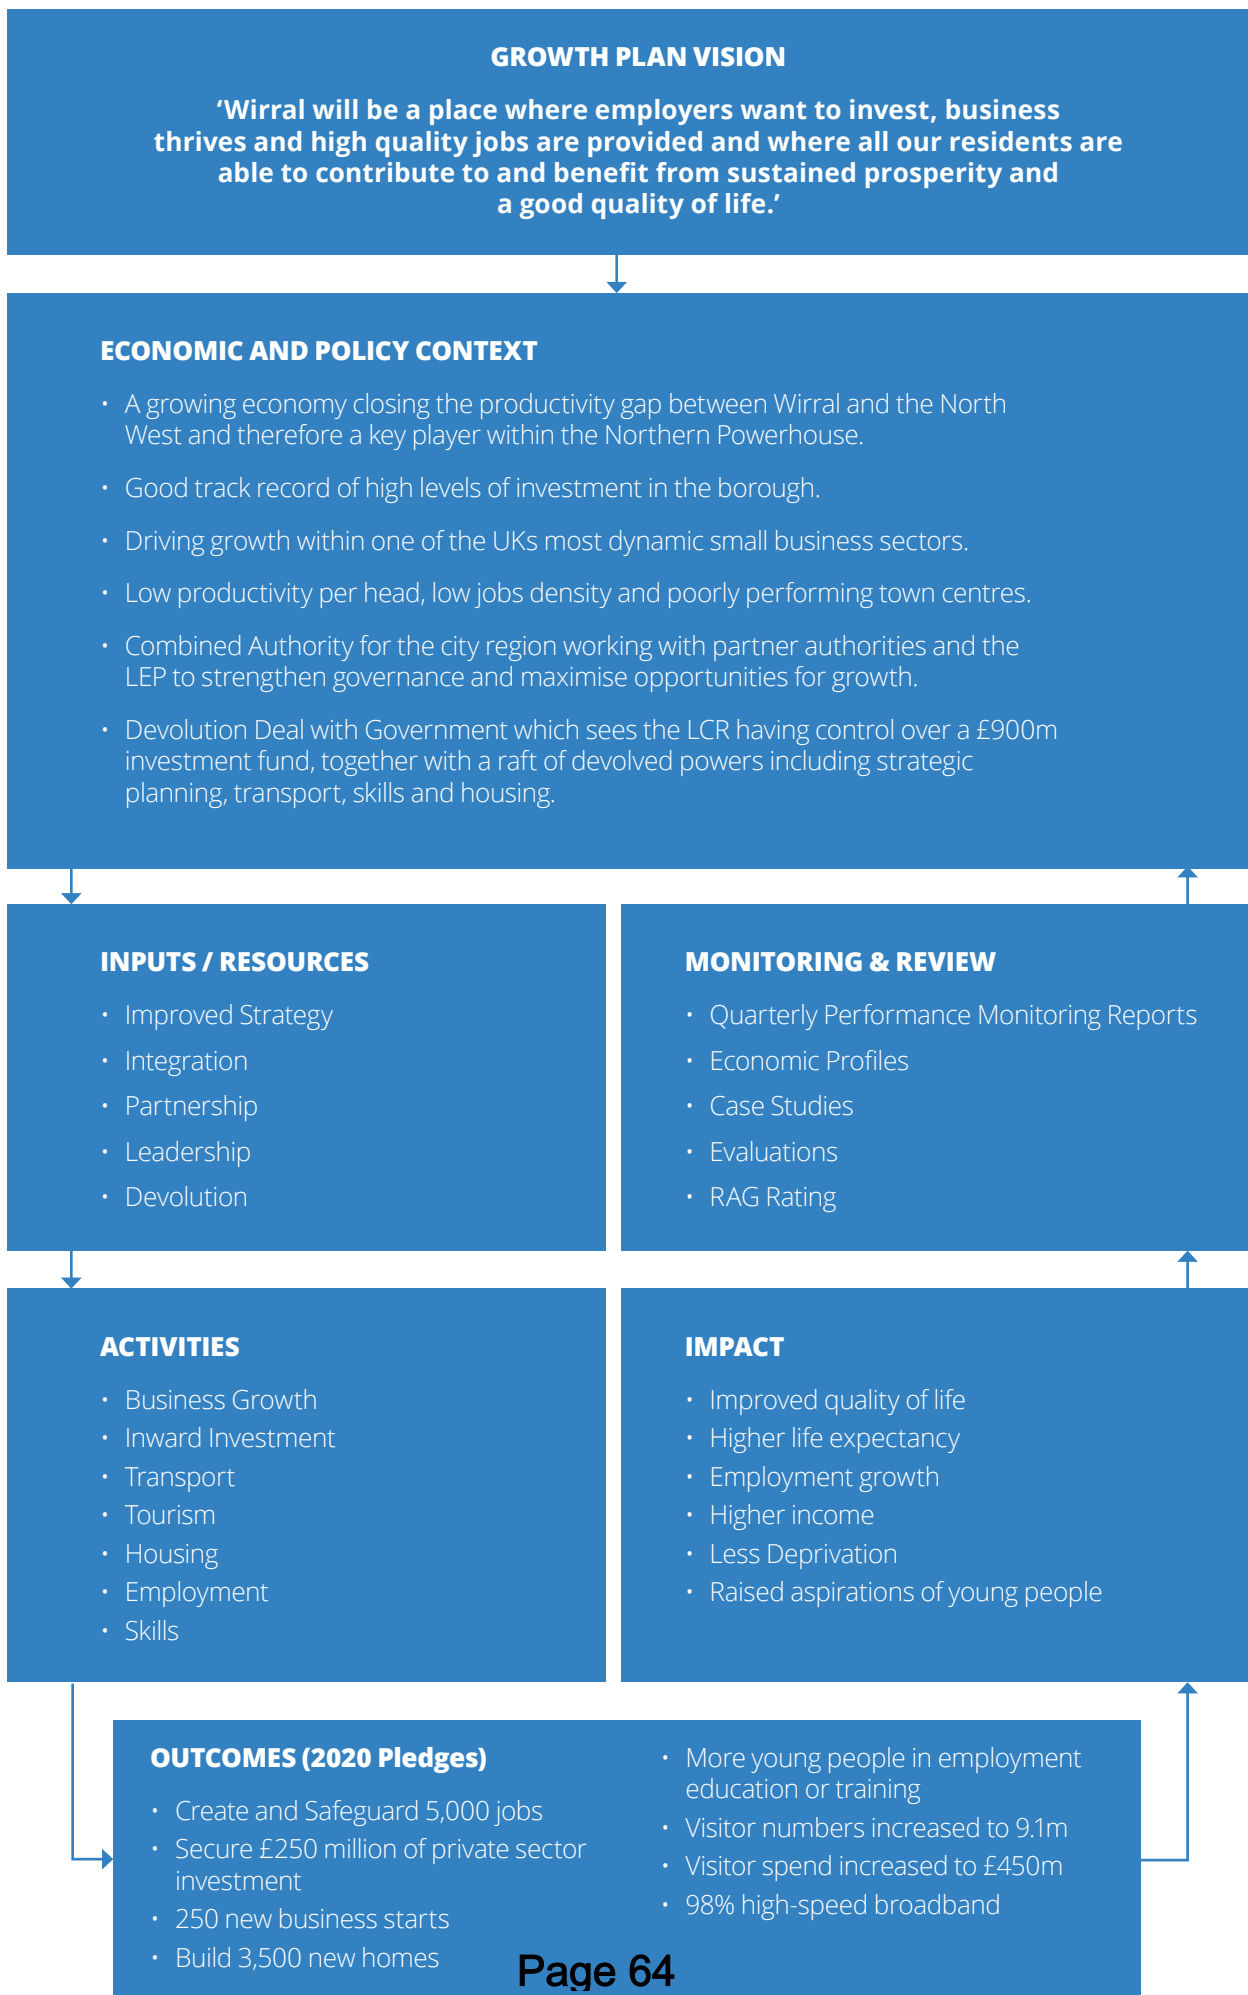 GROWTH PLAN VISION
‘Wirral will be a place where employers want to invest, business
thrives and high quality jobs are provided and where all our residents are
able to contribute to and benefit from sustained prosperity and
a good quality of life.’
ECONOMIC AND POLICY CONTEXT
• A growing economy closing the productivity gap between Wirral and the North
West and therefore a key player within the Northern Powerhouse.
• Good track record of high levels of investment in the borough.
• Driving growth within one of the UKs most dynamic small business sectors.
• Low productivity per head, low jobs density and poorly performing town centres.
• Combined Authority for the city region working with partner authorities and the
LEP to strengthen governance and maximise opportunities for growth.
• Devolution Deal with Government which sees the LCR having control over a £900m
investment fund, together with a raft of devolved powers including strategic
planning, transport, skills and housing.
INPUTS / RESOURCES
• Improved Strategy
• Integration
• Partnership
• Leadership
• Devolution
MONITORING & REVIEW
• Quarterly Performance Monitoring Reports
• Economic Profiles
• Case Studies
• Evaluations
• RAG Rating
ACTIVITIES
• Business Growth
• Inward Investment
• Transport
• Tourism
• Housing
• Employment
• Skills
IMPACT
• Improved quality of life
• Higher life expectancy
• Employment growth
• Higher income
• Less Deprivation
• Raised aspirations of young people
OUTCOMES (2020 Pledges)
• Create and Safeguard 5,000 jobs
• Secure £250 million of private sector
investment
• 250 new business starts
• Build 3,500 new homes
• More young people in employment
education or training
• Visitor numbers increased to 9.1m
• Visitor spend increased to £450m
• 98% high-speed broadband
Page 64